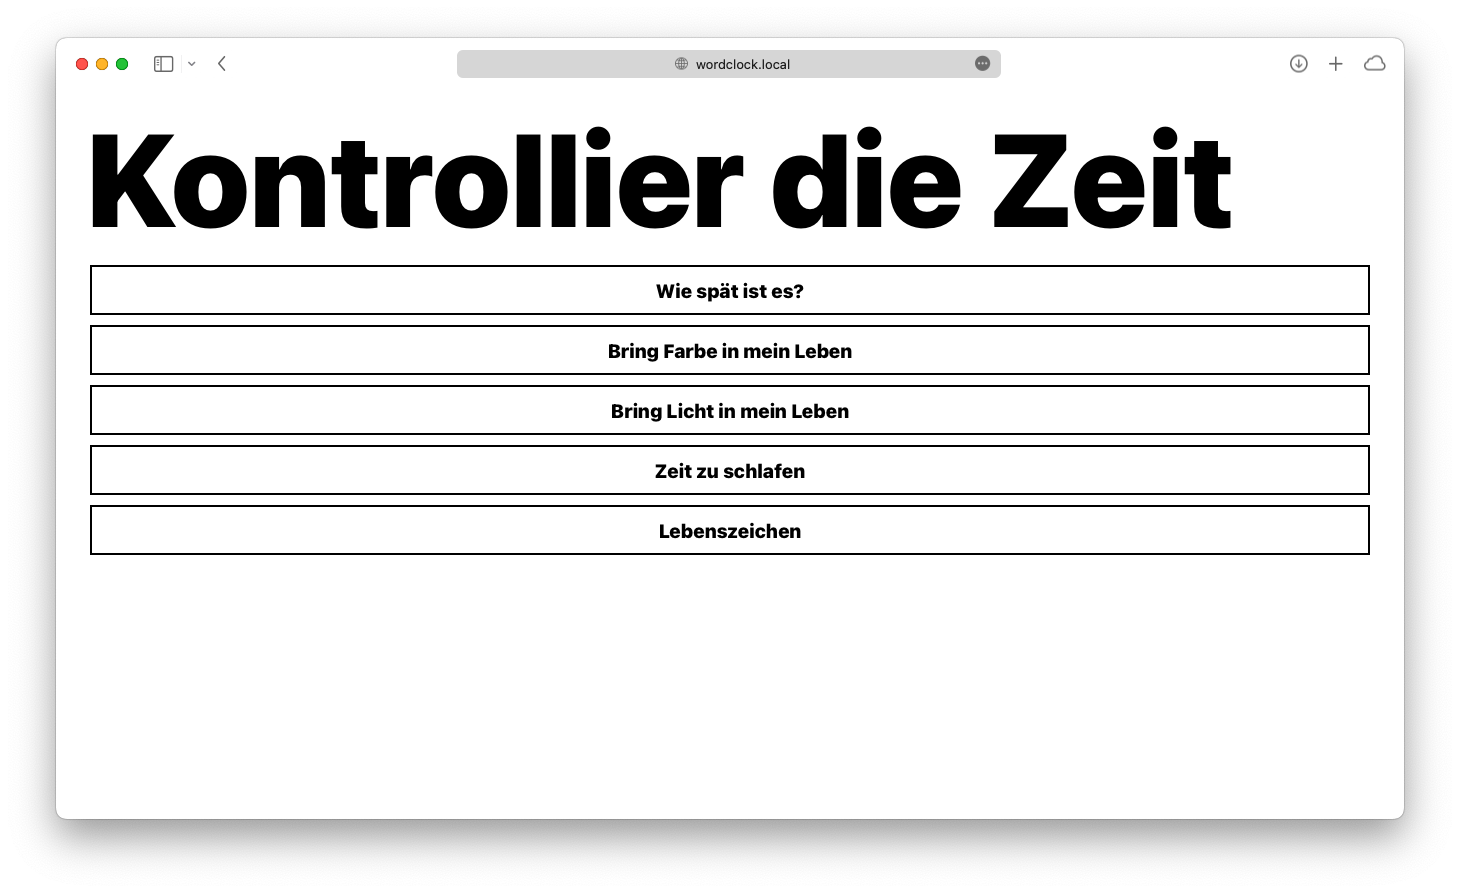 wordclock.local
Kontrollier die Zeit
Wie spät ist es?
Bring Farbe in mein Leben
Bring Licht in mein Leben
Zeit zu schlafen
Lebenszeichen